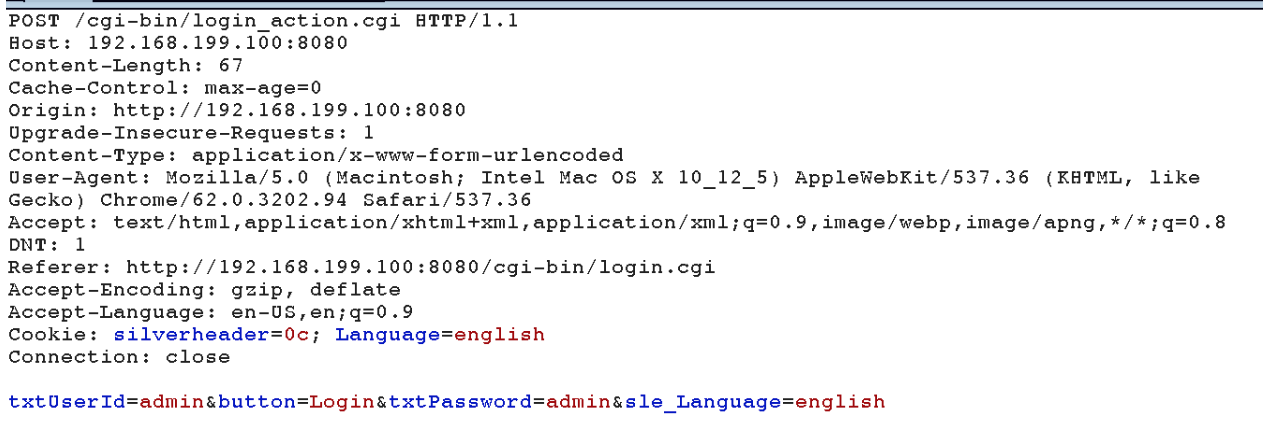 POST /cgi-bin/login_action.cgi HTTP/1.1
Host: 192.168.199.100:8080
Content-Length: 67
Cache-Control: max-age=0
Origin: http://192.168.199.100:8080
Upgrade-Insecure-Requests: 1
Content-Type: application/x-www-form-urlencoded
User-Agent: Mozilla/5.0 (Macintosh; Intel Mac OS X 10_12_5) AppleWebKit/537.36 (KHTML, like
Gecko) Chrome/62.0.3202.94 Safari/537.36
Accept: text/html,application/xhtml+xml,application/xml;q=0.9,image/webp,image/apng,*/*;q=0.8
DNT: 1
Referer: http://192.168.199.100:8080/cgi-bin/login.cgi
Accept-Encoding: gzip, deflate
Accept-Language: en-US,en;q=0.9
Cookie: silverheader=0c; Language=english
Connection: close
txtUserId=admin&button=Login&txtPassword=admin&sle_Language=english